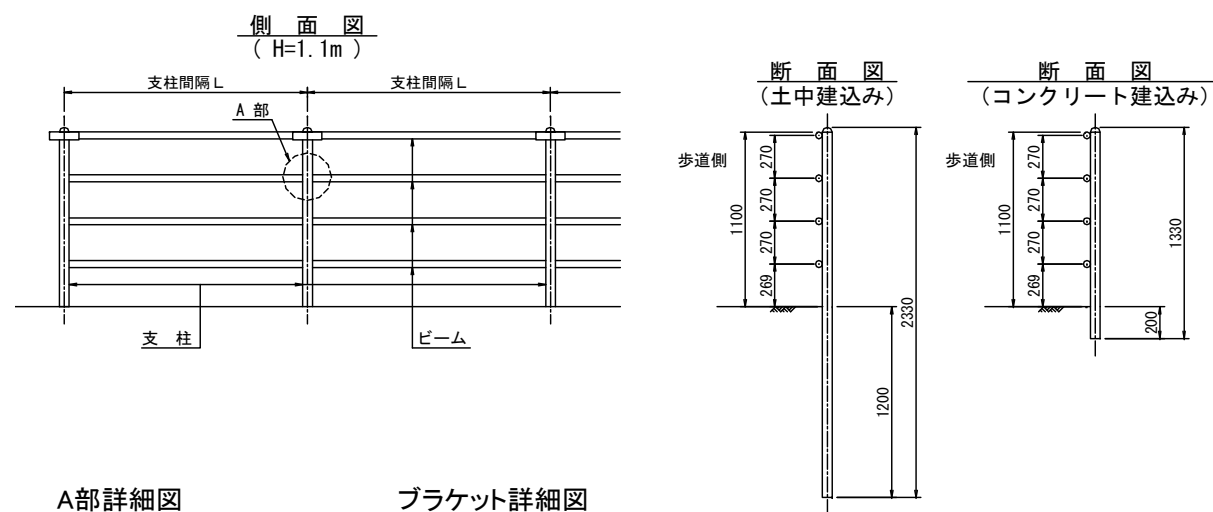 側 面 図
( H=1.1m )
支柱間隔L
支柱間隔L
A 部
支 柱
ビーム
断 面 図
(土中建込み)
歩道側
270
270
270
269
1100
1200
2330
断 面 図
(コンクリート建込み)
歩道側
270
270
270
269
1100
200
1330
A部詳細図
ブラケット詳細図